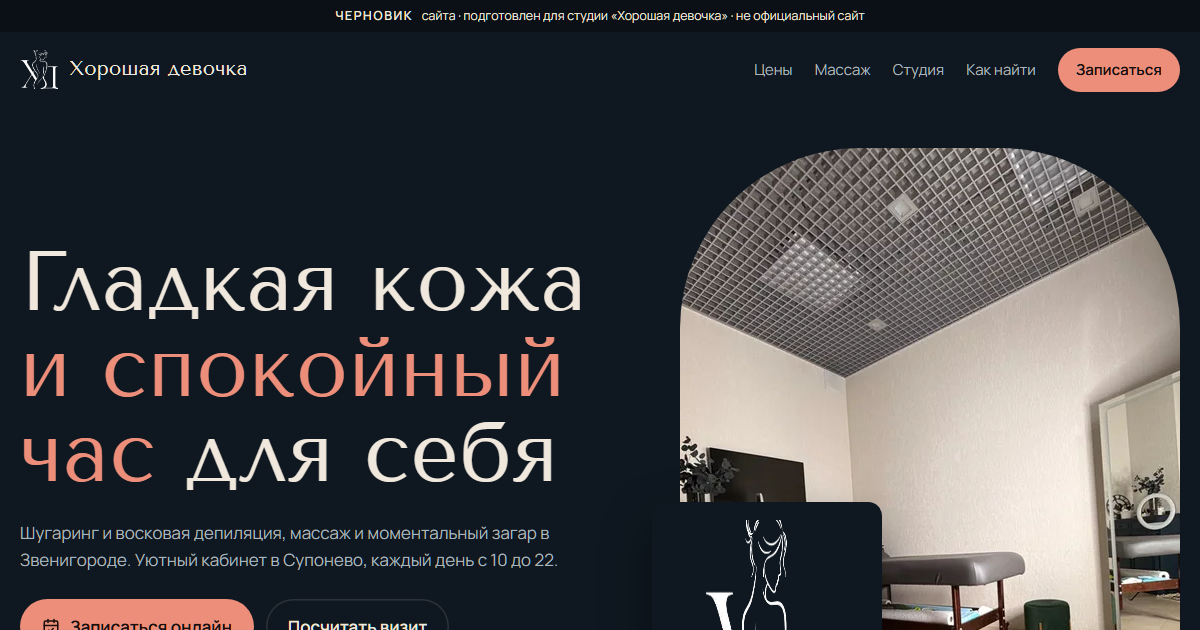 ЧЕРНОВИК сайта · подготовлен для студии «Хорошая девочка» · не официальный сайт
Хорошая девочка
Цены Массаж Студия Как найти Записаться
Гладкая кожа
и спокойный
час для себя
Шугаринг и восковая депиляция, массаж и моментальный загар в
Звенигороде. Уютный кабинет в Супонево, каждый день с 10 до 22.
Записаться онлайн Посчитать визит